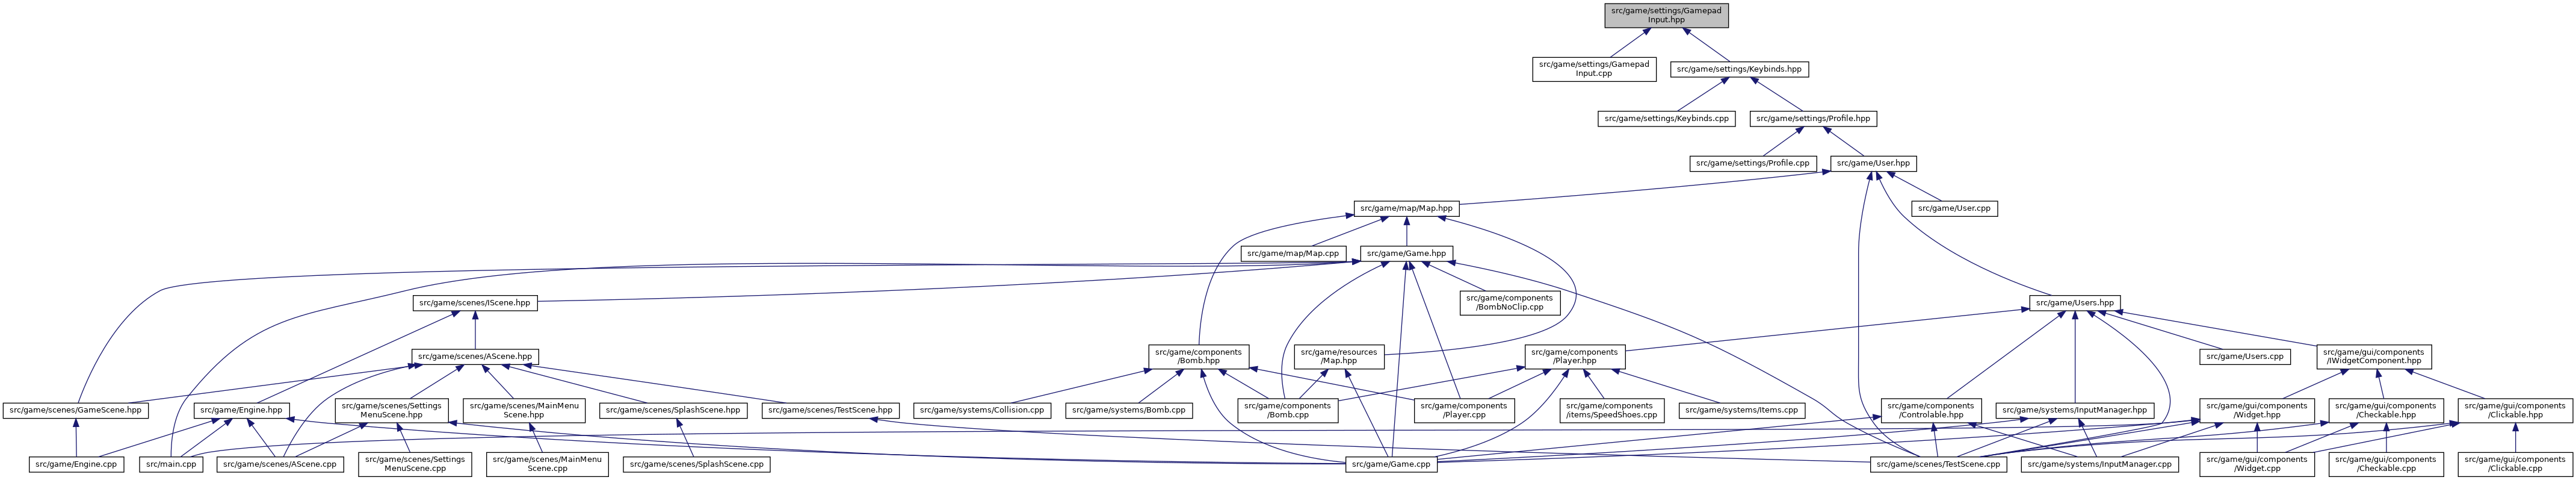 src/game/settings/Gamepad
Input.hpp
src/game/settings/Gamepad
Input.cpp
src/game/settings/Keybinds.hpp
src/game/settings/Keybinds.cpp
src/game/settings/Profile.hpp
src/game/settings/Profile.cpp
src/game/User.hpp
src/game/map/Map.hpp
src/game/User.cpp
src/game/map/Map.cpp
src/game/Game.hpp
src/game/scenes/IScene.hpp
src/game/components
/BombNoClip.cpp
src/game/Users.hpp
src/game/scenes/AScene.hpp
src/game/components
/Bomb.hpp
src/game/resources
/Map.hpp
src/game/components
/Player.hpp
src/game/Users.cpp
src/game/gui/components
/IWidgetComponent.hpp
src/game/scenes/GameScene.hpp
src/game/Engine.hpp
src/game/scenes/Settings
MenuScene.hpp
src/game/scenes/MainMenu
Scene.hpp
src/game/scenes/SplashScene.hpp
src/game/scenes/TestScene.hpp
src/game/systems/Collision.cpp
src/game/systems/Bomb.cpp
src/game/components
/Bomb.cpp
src/game/components
/Player.cpp
src/game/components
/items/SpeedShoes.cpp
src/game/systems/Items.cpp
src/game/components
/Controlable.hpp
src/game/systems/InputManager.hpp
src/game/gui/components
/Widget.hpp
src/game/gui/components
/Checkable.hpp
src/game/gui/components
/Clickable.hpp
src/game/Engine.cpp
src/main.cpp
src/game/scenes/AScene.cpp
src/game/scenes/Settings
MenuScene.cpp
src/game/scenes/MainMenu
Scene.cpp
src/game/scenes/SplashScene.cpp
src/game/Game.cpp
src/game/scenes/TestScene.cpp
src/game/systems/InputManager.cpp
src/game/gui/components
/Widget.cpp
src/game/gui/components
/Checkable.cpp
src/game/gui/components
/Clickable.cpp